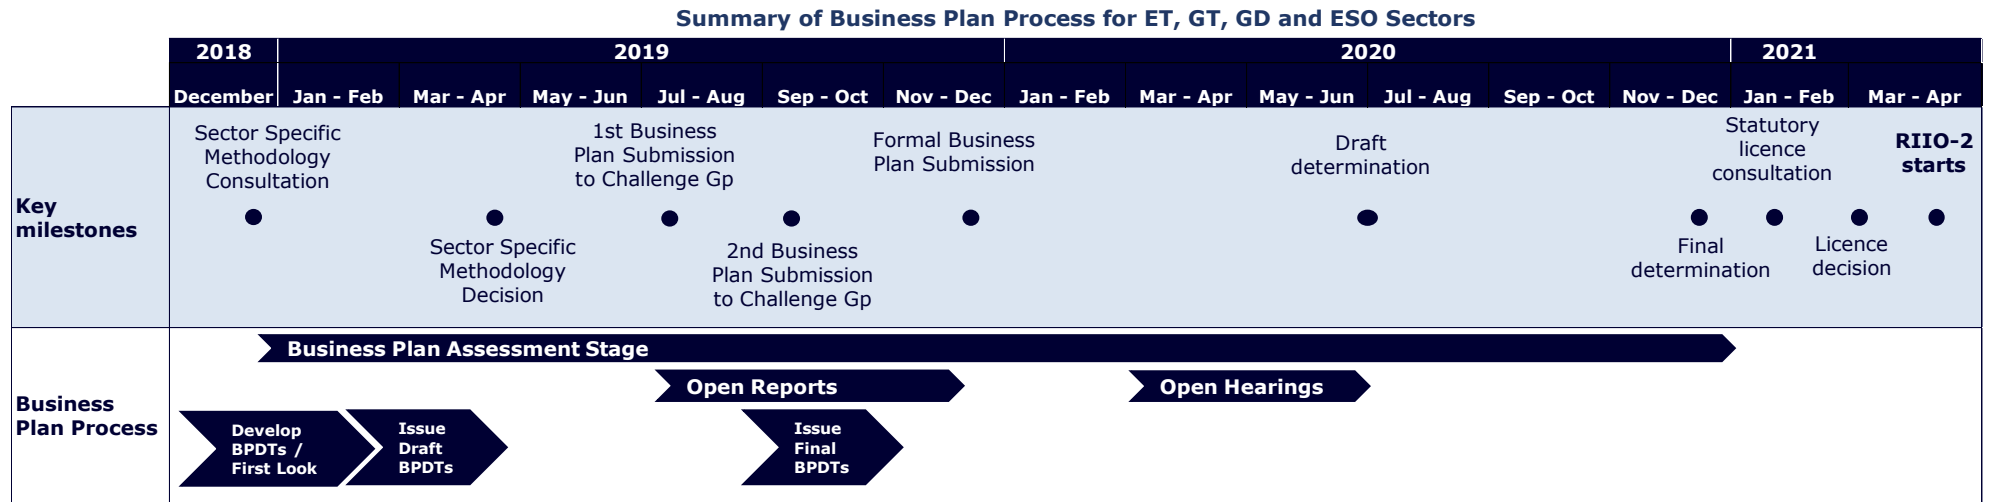 Summary of Business Plan Process for ET, GT, GD and ESO Sectors
2018 2019 2020 2021
December Jan - Feb Mar - Apr May - Jun Jul - Aug Sep - Oct Nov - Dec Jan - Feb Mar - Apr May - Jun Jul - Aug Sep - Oct Nov - Dec Jan - Feb Mar - Apr
Key
milestones
Sector Specific
Methodology
Consultation
Sector Specific
Methodology
Decision
1st Business
Plan Submission
to Challenge Gp
2nd Business
Plan Submission
to Challenge Gp
Formal Business
Plan Submission
Draft
determination
Final
determination
Statutory
licence
consultation
Licence
decision
RIIO-2
starts
Business
Plan Process
Business Plan Assessment Stage
Open Reports
Open Hearings
Develop
BPDTs /
First Look
Issue
Draft
BPDTs
Issue
Final
BPDTs